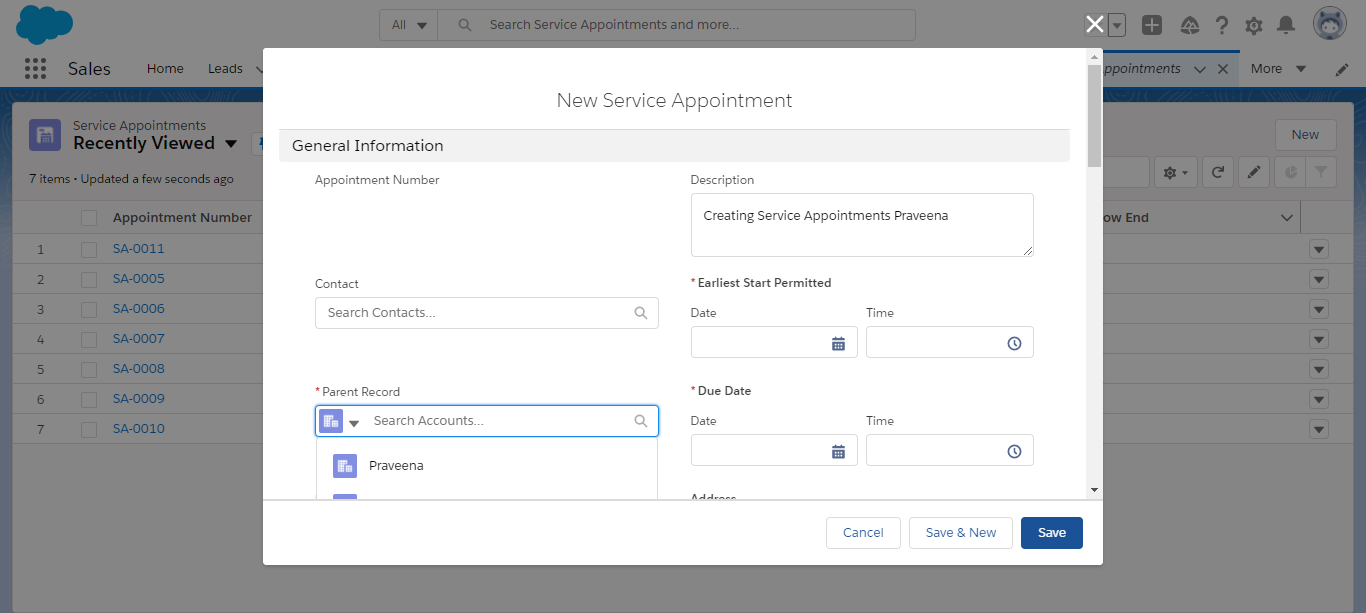 All
Search Service Appointments and more...
Sales
Home
Leads
ppointments
More
Service Appointments
Recently Viewed
New
7 items • Updated a few seconds ago
Appointment Number
ow End
1 SA-0011
2 SA-0005
3 SA-0006
4 SA-0007
5 SA-0008
6 SA-0009
7 SA-0010
New Service Appointment
General Information
Appointment Number
Description
Creating Service Appointments Praveena
Contact
Search Contacts...
* Earliest Start Permitted
Date Time
* Parent Record
Search Accounts...
Praveena
* Due Date
Date Time
Address
Cancel
Save & New
Save